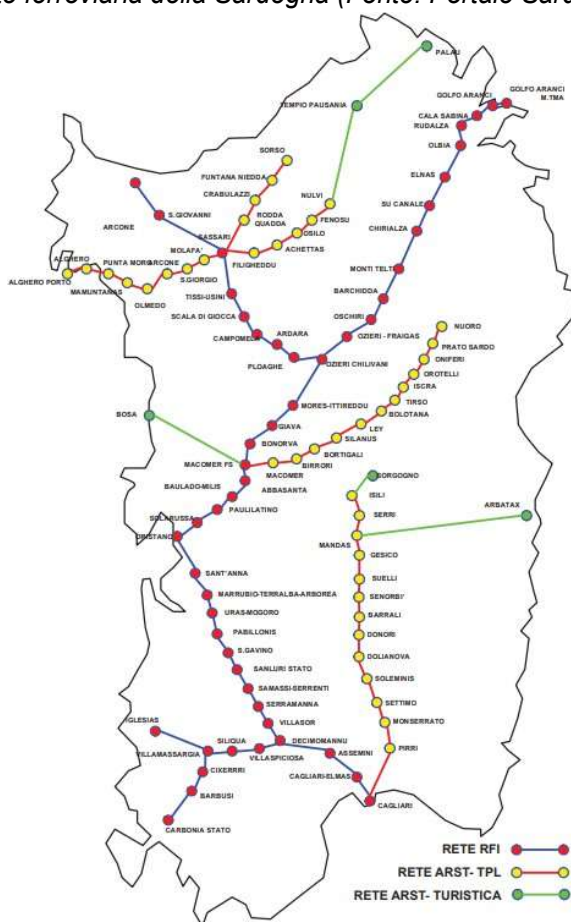 ferroviaria della Sardegna (Fonte: Portale
PALAU
GOLFO ARANCI
M.TMA
GOLFO ARANCI
CALA SABINA
RUDALZA
TEMPIO PAUSANIA
OLBIA
SORSO
FUNTANA NIEDDA
ELNAS
CRABULAZZI
NULVI
SU CANALE
S.GIOVANNI
RODDA
QUADDA
FENOSU
ARCONE
OSILO
CHIRIALZA
SASSARI
ACHETTAS
MOLAFA'
FILIGHEDDU
ALGHERO
PUNTA MORO
ARCONE
S.GIORGIO
ALGHERO PORTO
MAMUNTANAS
OLMEDO
TISSI-USINI
MONTI TELTI
BARCHIDDA
SCALA DI GIOCCA
OSCHIRI
CAMPOMELA
ARDARA
OZIERI - FRAIGAS
NUORO
PRATO SARDO
PLOAGHE
OZIERI CHILIVANI
ONIFERI
OROTELLI
ISCRA
TIRSO
MORES-ITTIREDDU
BOLOTANA
BOSA
GIAVA
LEY
SILANUS
BONORVA
BORTIGALI
MACOMER FS
BIRRORI
MACOMER
BAULADO-MILIS
ABBASANTA
SORGOGNO
PAULILATINO
ISILI
SOLARUSSA
SERRI
ARBATAX
ORISTANO
MANDAS
GESICO
SANT'ANNA
SUELLI
MARRUBIO-TERRALBA-ARBOREA
SENORBI'
URAS-MOGORO
BARRALI
PABILLONIS
DONORI
S.GAVINO
DOLIANOVA
SANLURI STATO
SOLEMINIS
SAMASSI-SERRENTI
SETTIMO
SERRAMANNA
IGLESIAS
VILLASOR
MONSERRATO
SILIQUA
DECIMOMANNU
VILLAMASSARGIA
VILLASPICIOSA
ASSEMINI
PIRRI
CIXERRRI
CAGLIARI-ELMAS
BARBUSI
CAGLIARI
CARBONIA STATO
RETE RFI
RETE ARST- TPL
RETE ARST- TURISTICA